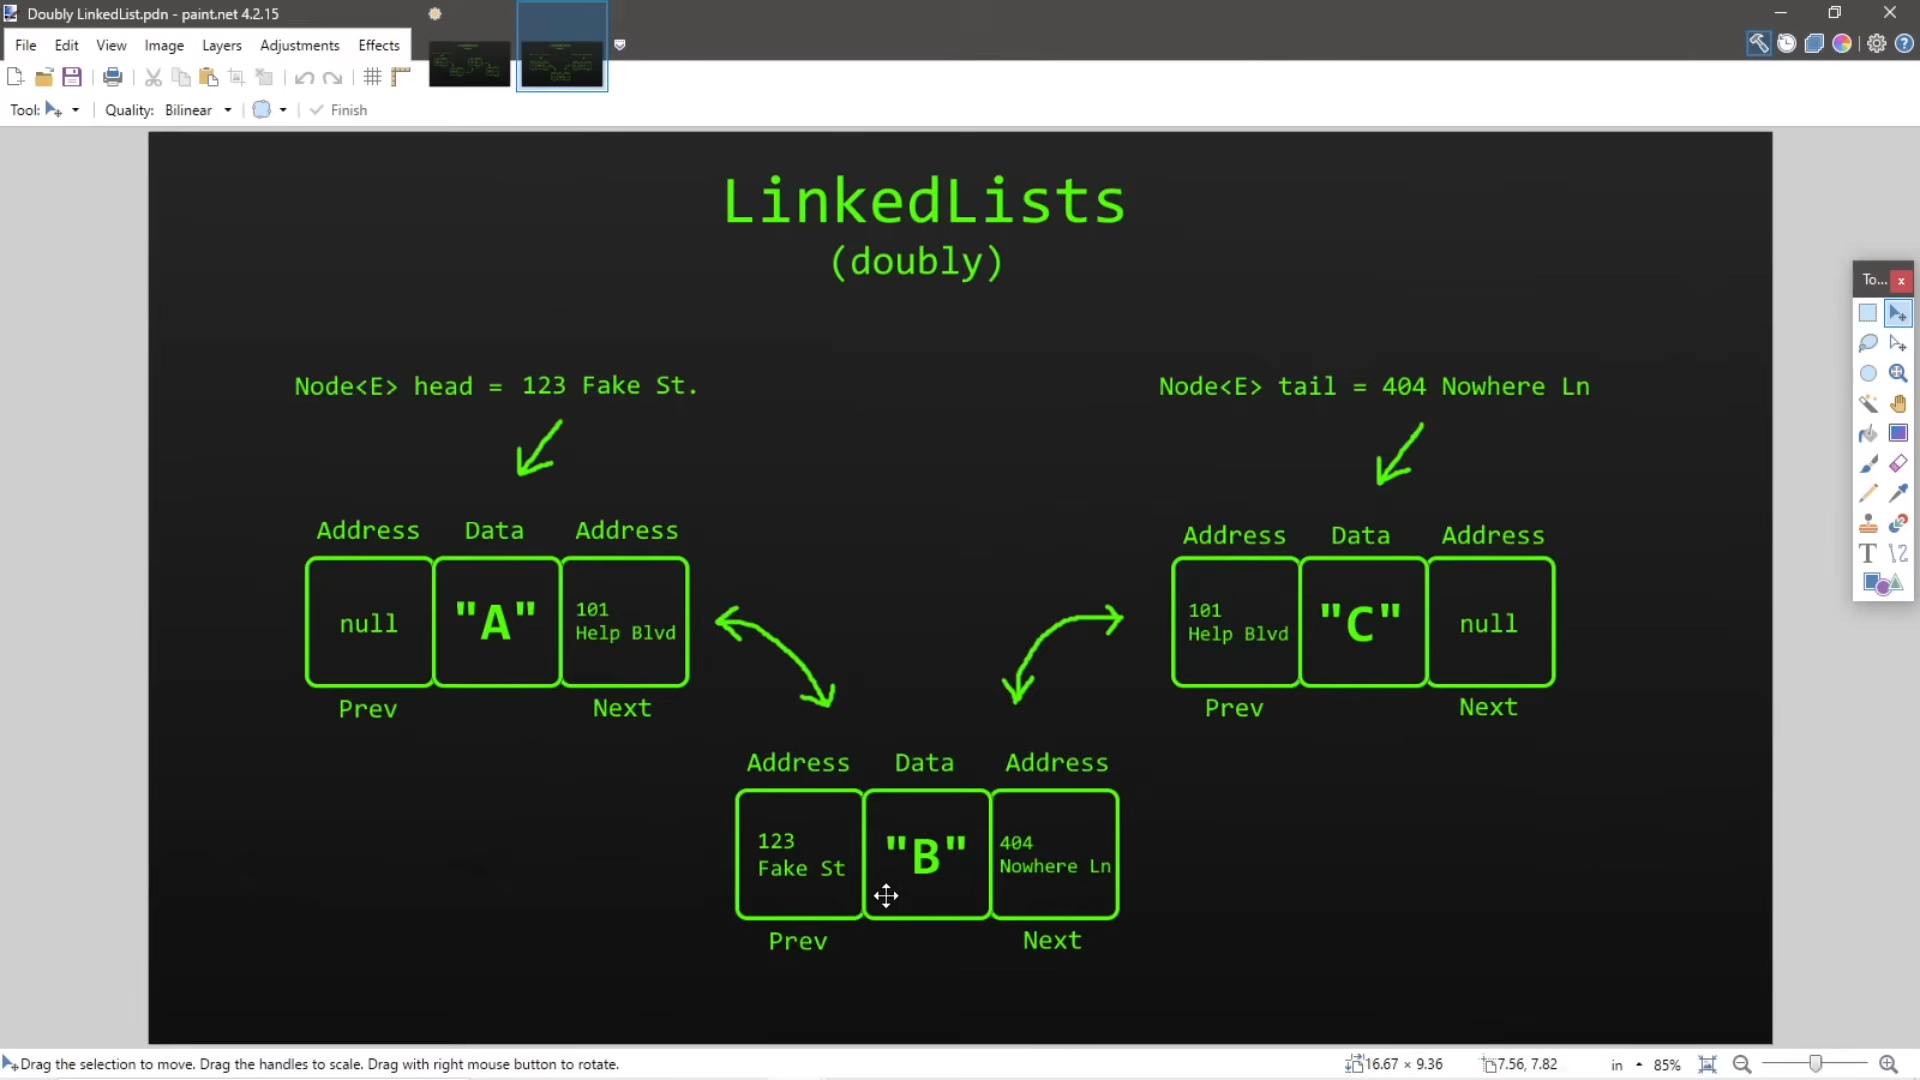 Doubly LinkedList.pdn - paint.net 4.2.15
File Edit View Image Layers Adjustments Effects
Tool: Quality: Bilinear Finish
LinkedLists
(doubly)
Node<E> head = 123 Fake St.
Node<E> tail = 404 Nowhere Ln
Address Data Address
null "A" 101
Help Blvd
Prev Next
Address Data Address
101
Help Blvd "C" null
Prev Next
Address Data Address
123
Fake St "B" 404
Nowhere Ln
Prev Next
To... x
T
Drag the selection to move. Drag the handles to scale. Drag with right mouse button to rotate.
16.67 × 9.36 7.56, 7.82 in 85%